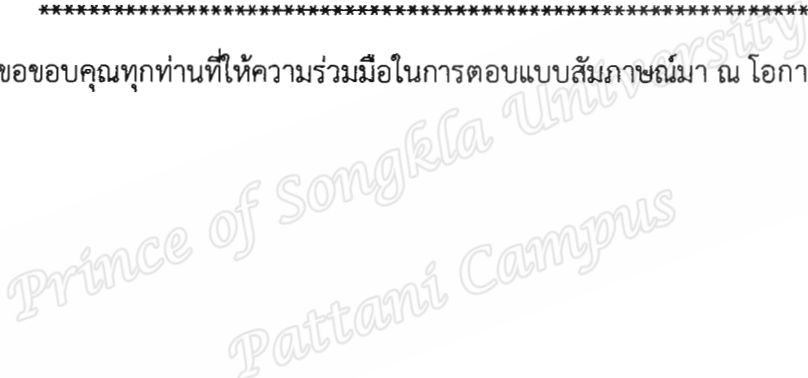 ************************************************************************
ขอขอบคุณทุกท่านที่ให้ความร่วมมือในการตอบแบบสัมภาษณ์มา ณ โอกา
Prince of Songkla University
Pattani Campus